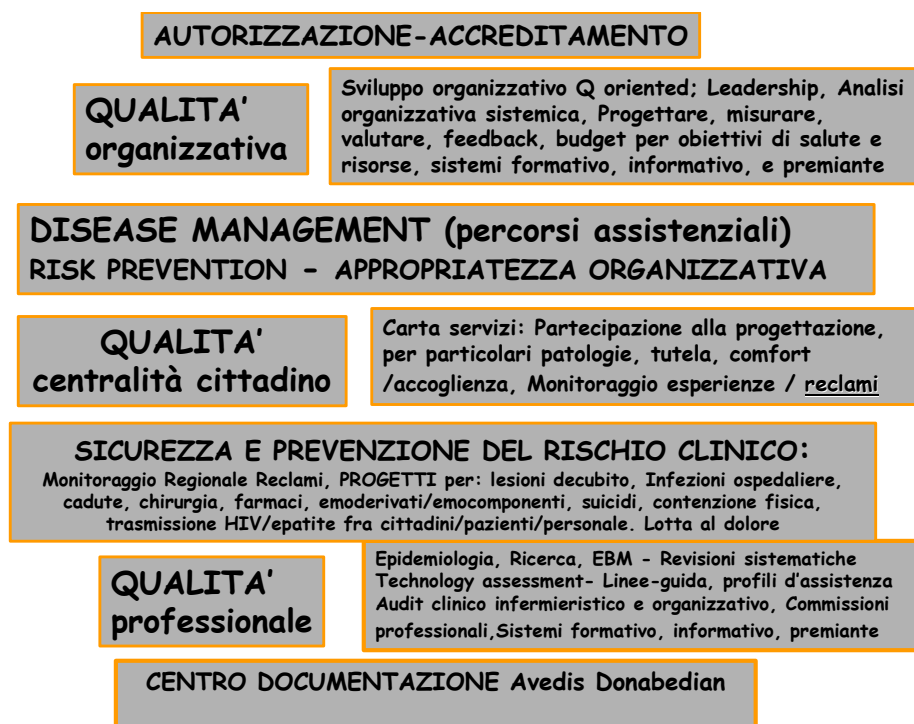 AUTORIZZAZIONE-ACCREDITAMENTO
QUALITA'
organizzativa
Sviluppo organizzativo Q oriented; Leadership, Analisi
organizzativa sistemica, Progettare, misurare,
valutare, feedback, budget per obiettivi di salute e
risorse, sistemi formativo, informativo, e premiante
DISEASE MANAGEMENT (percorsi assistenziali)
RISK PREVENTION – APPROPRIATEZZA ORGANIZZATIVA
QUALITA'
centralità cittadino
Carta servizi: Partecipazione alla progettazione,
per particolari patologie, tutela, comfort
/accoglienza, Monitoraggio esperienze / reclami
SICUREZZA E PREVENZIONE DEL RISCHIO CLINICO:
Monitoraggio Regionale Reclami, PROGETTI per: lesioni decubito, Infezioni ospedaliere,
cadute, chirurgia, farmaci, emoderivati/emocomponenti, suicidi, contenzione fisica,
trasmissione HIV/epatite fra cittadini/pazienti/personale. Lotta al dolore
QUALITA'
professionale
Epidemiologia, Ricerca, EBM - Revisioni sistematiche
Technology assessment- Linee-guida, profili d'assistenza
Audit clinico infermieristico e organizzativo, Commissioni
professionali,Sistemi formativo, informativo, premiante
CENTRO DOCUMENTAZIONE Avedis Donabedian